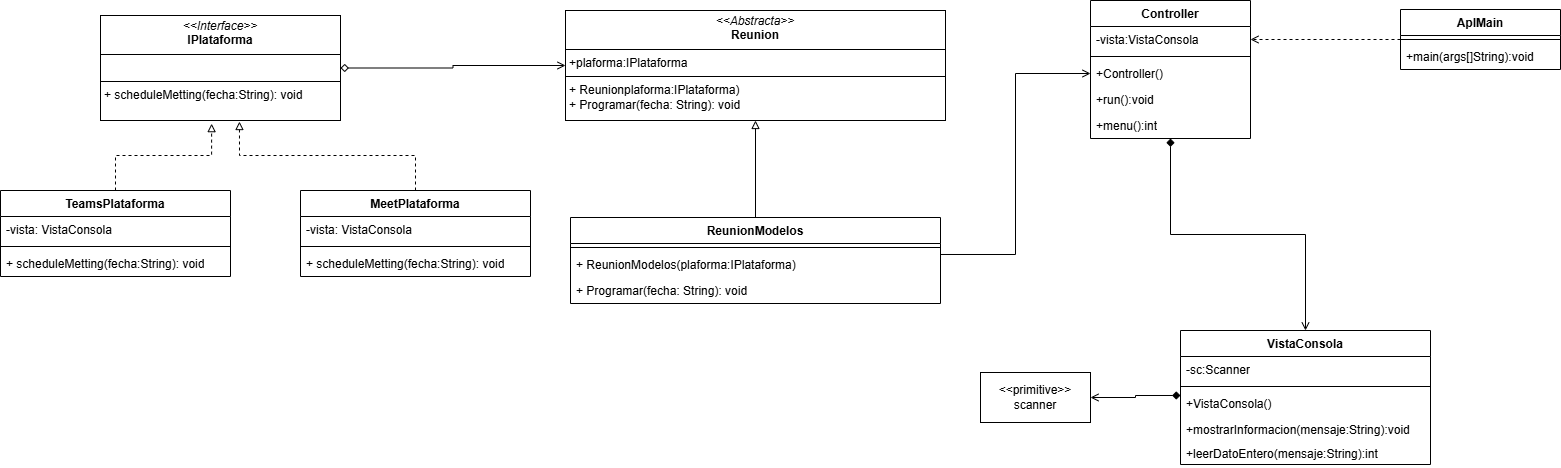 <<Interface>>
IPlataforma
+ scheduleMetting(fecha:String): void
<<Abstracta>>
Reunion
+plaforma:IPlataforma
+ Reunionplaforma:IPlataforma)
+ Programar(fecha: String): void
Controller
-vista:VistaConsola
+Controller()
+run():void
+menu():int
AplMain
+main(args[]String):void
TeamsPlataforma
-vista: VistaConsola
+ scheduleMetting(fecha:String): void
MeetPlataforma
-vista: VistaConsola
+ scheduleMetting(fecha:String): void
ReunionModelos
+ ReunionModelos(plaforma:IPlataforma)
+ Programar(fecha: String): void
VistaConsola
-sc:Scanner
+VistaConsola()
+mostrarInformacion(mensaje:String):void
+leerDatoEntero(mensaje:String):int
<<primitive>>
scanner